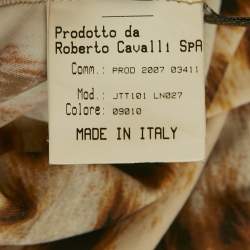 Prodotto da
Roberto Cavalli SpA
Comm.: PROD 2007 03411
Mod.: JTT101 LN027
Colore: 09010
MADE IN ITALY